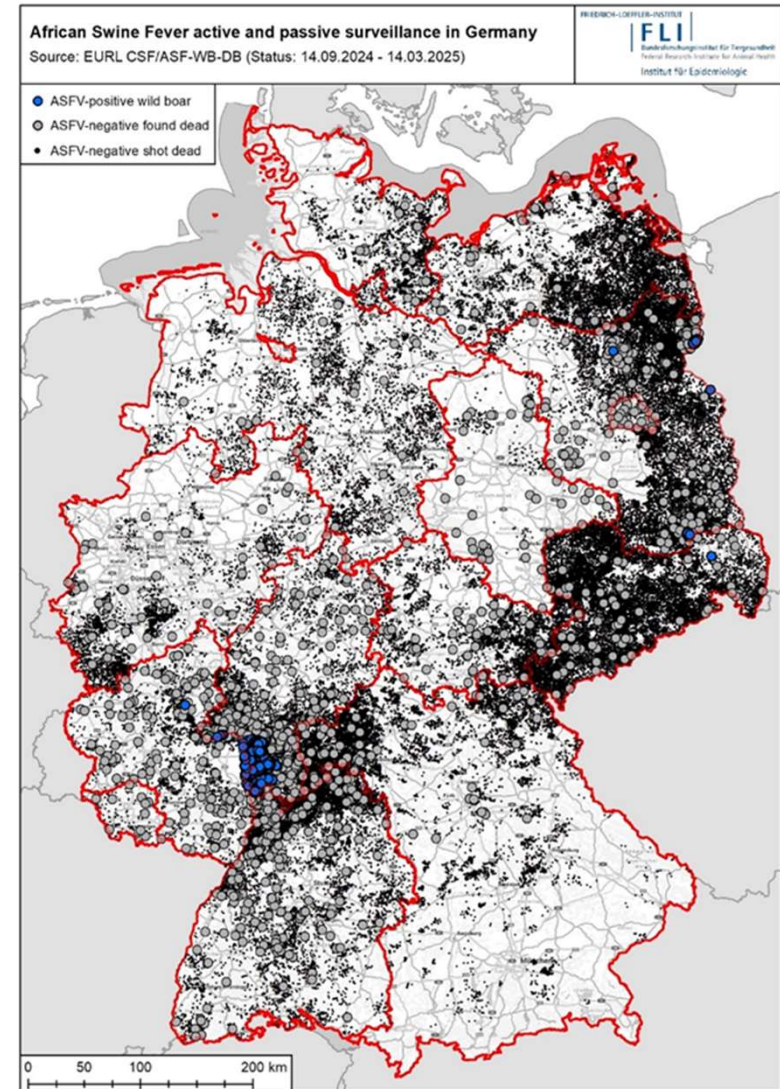 African Swine Fever active and passive surveillance in Germany
Source: EURL CSF/ASF-WB-DB (Status: 14.09.2024 - 14.03.2025)
FRIEDRICH-LOEFFLER-INSTITUT
FLI
Bundesforschungsinstitut für Tiergesundheit
Federal Research Institute for Animal Health
Institut für Epidemiologie
ASFV-positive wild boar
ASFV-negative found dead
ASFV-negative shot dead
0 50 100 200 km